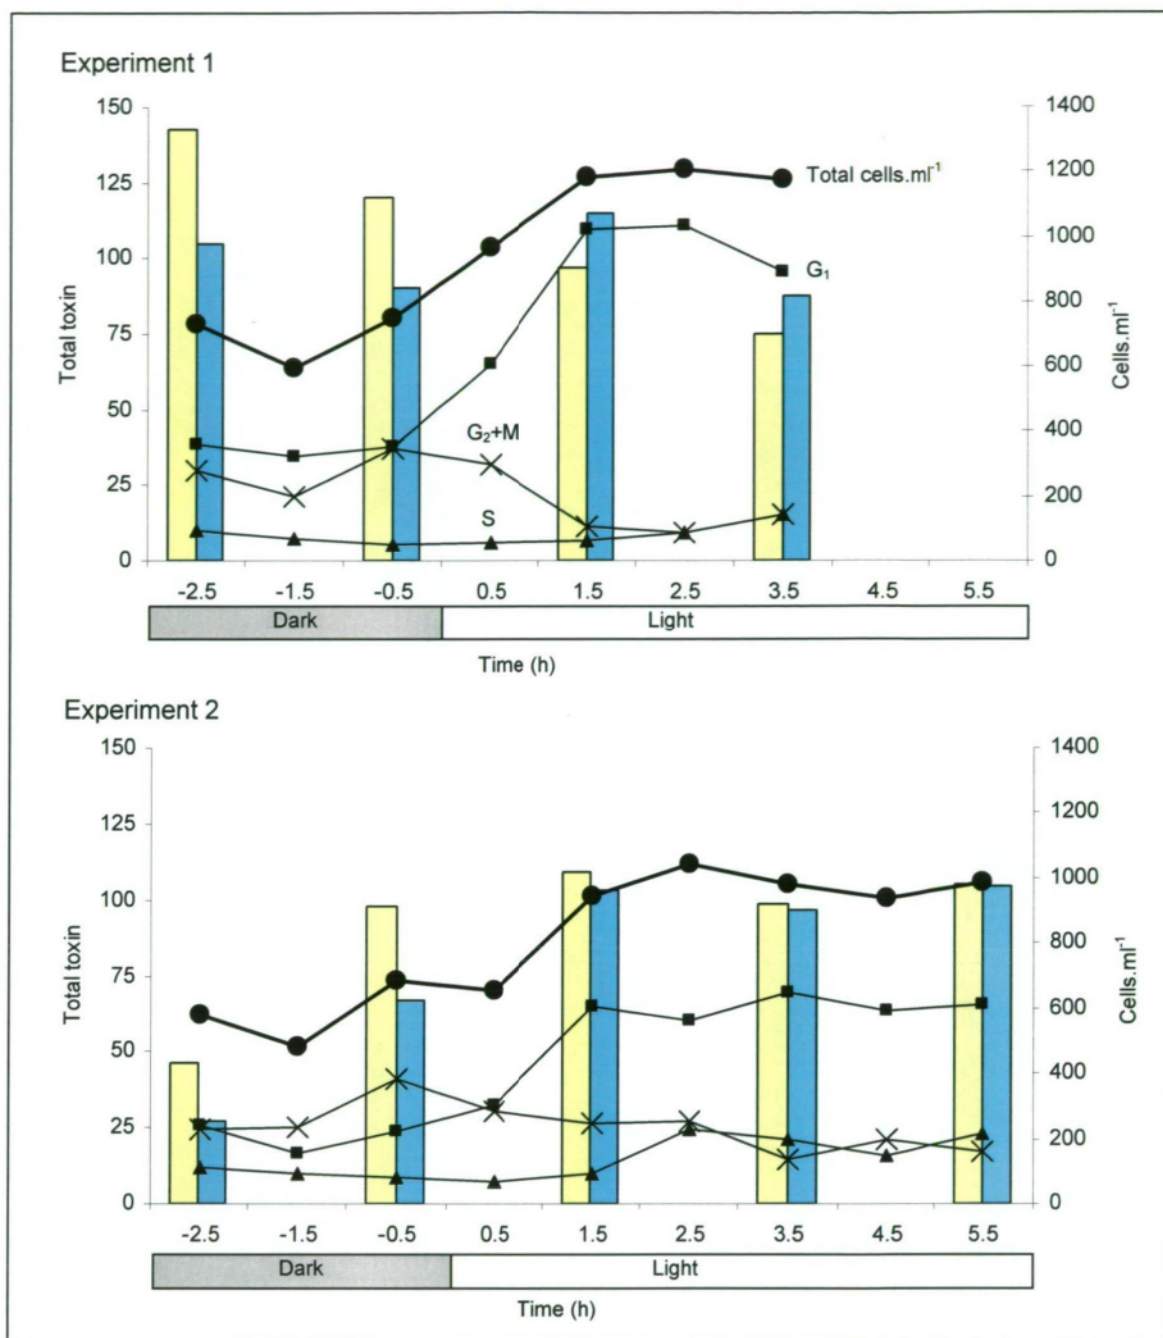 Experiment 1
150
125
100
75
50
25
0
Total toxin
1400
1200
1000
800
600
400
200
0
Cells.ml⁻¹
Total cells.ml⁻¹
G₁
G₂+M
S
-2.5 -1.5 -0.5 0.5 1.5 2.5 3.5 4.5 5.5
Dark Light
Time (h)
Experiment 2
150
125
100
75
50
25
0
Total toxin
1400
1200
1000
800
600
400
200
0
Cells.ml⁻¹
-2.5 -1.5 -0.5 0.5 1.5 2.5 3.5 4.5 5.5
Dark Light
Time (h)